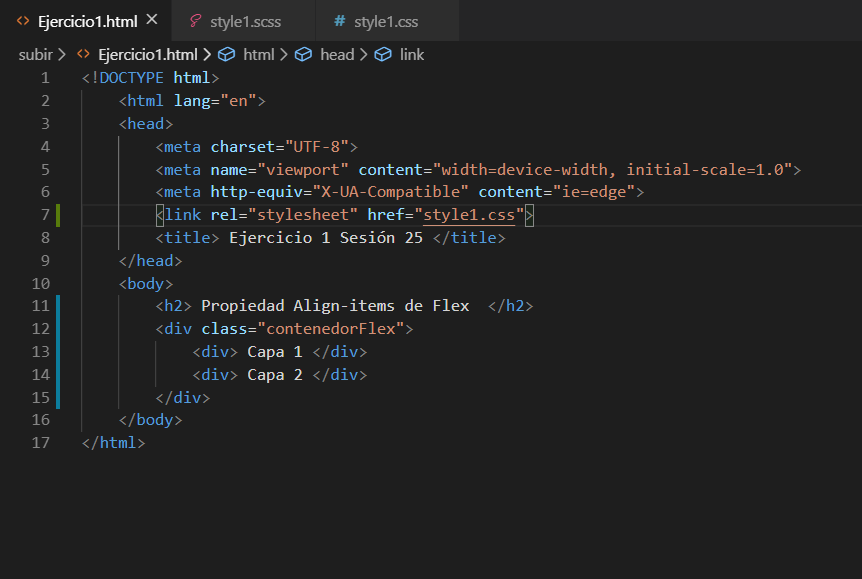 Ejercicio1.html
style1.scss
# style1.css
subir > Ejercicio1.html > html > head > link
1 <!DOCTYPE html>
2 <html lang="en">
3 <head>
4 <meta charset="UTF-8">
5 <meta name="viewport" content="width=device-width, initial-scale=1.0">
6 <meta http-equiv="X-UA-Compatible" content="ie=edge">
7 <link rel="stylesheet" href="style1.css">
8 <title> Ejercicio 1 Sesión 25 </title>
9 </head>
10 <body>
11 <h2> Propiedad Align-items de Flex  </h2>
12 <div class="contenedorFlex">
13 <div> Capa 1 </div>
14 <div> Capa 2 </div>
15 </div>
16 </body>
17 </html>